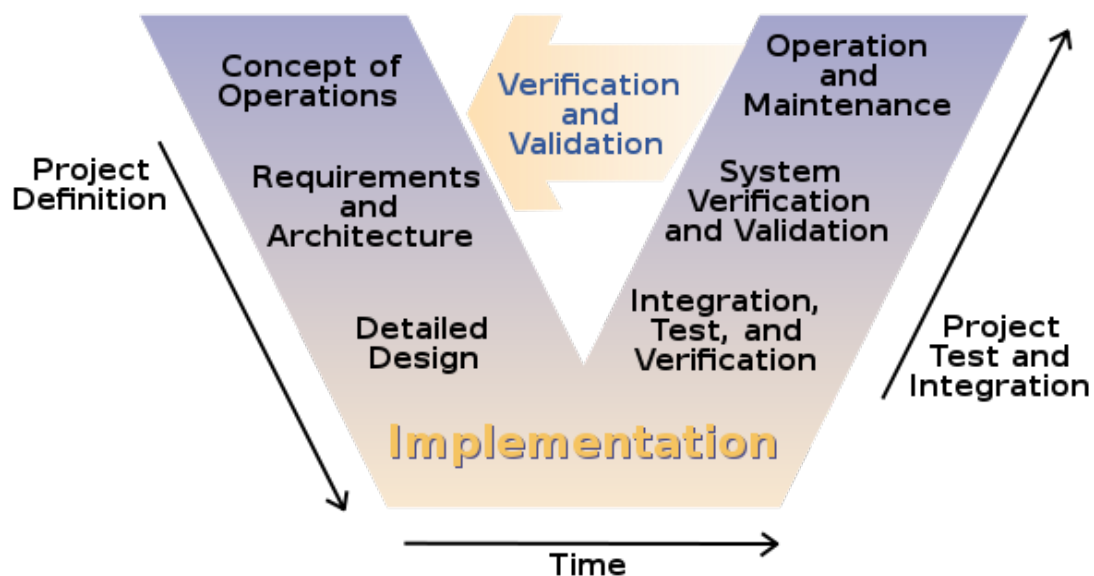 Concept of
Operations
Verification
and
Validation
Operation
and
Maintenance
Project
Definition
Requirements
and
Architecture
System
Verification
and Validation
Detailed
Design
Integration,
Test, and
Verification
Project
Test and
Integration
Implementation
Time